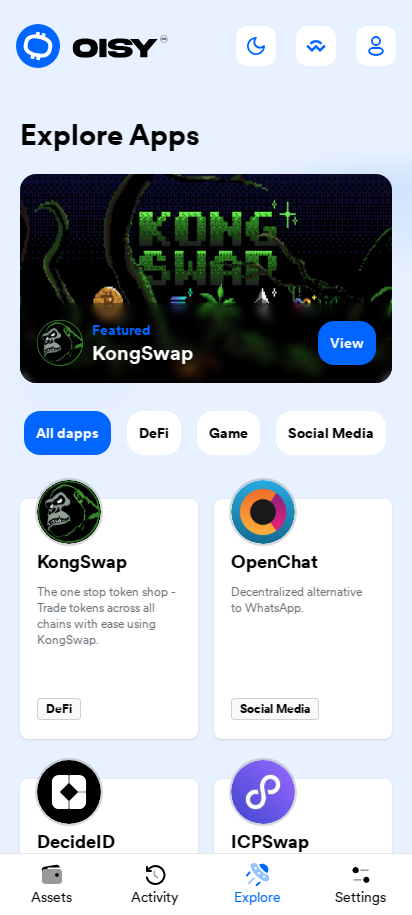 OISY
Explore Apps
KONG
SWAP
Featured
KongSwap
View
All dapps
DeFi
Game
Social Media
KongSwap
The one stop token shop -
Trade tokens across all
chains with ease using
KongSwap.
DeFi
OpenChat
Decentralized alternative
to WhatsApp.
Social Media
DecideID
ICPSwap
Assets
Activity
Explore
Settings